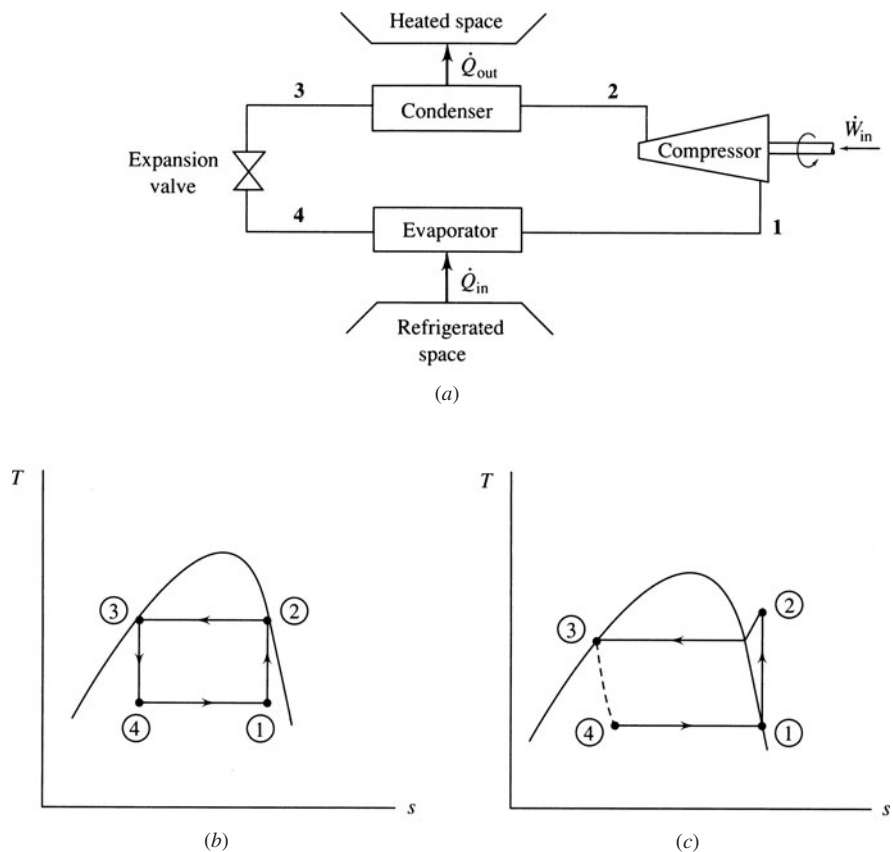 Heated space
Q̇out
3
Condenser
2
Ẇin
Compressor
Expansion
valve
4
Evaporator
1
Q̇in
Refrigerated
space
(a)
T
3
2
4
1
s
(b)
T
3
2
4
1
s
(c)